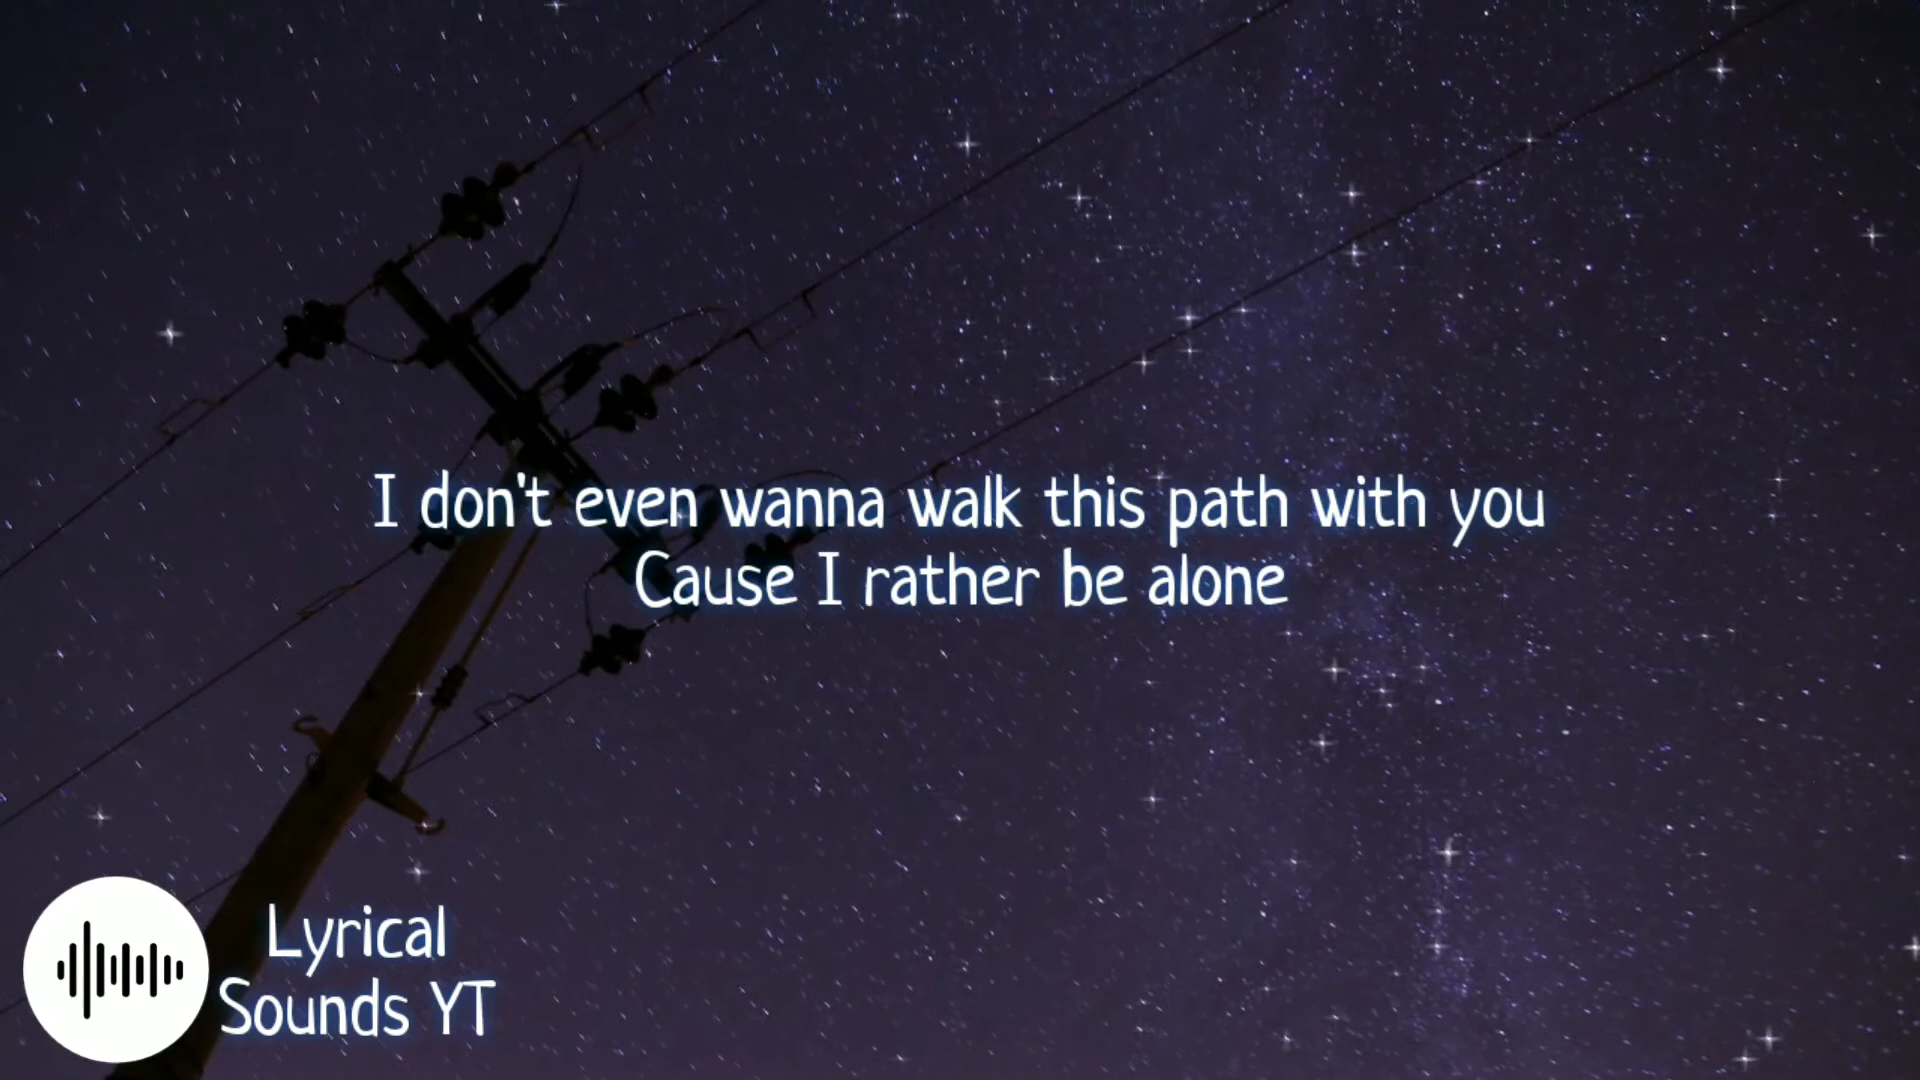 I don't even wanna walk this path with you
Cause I rather be alone
Lyrical
Sounds YT